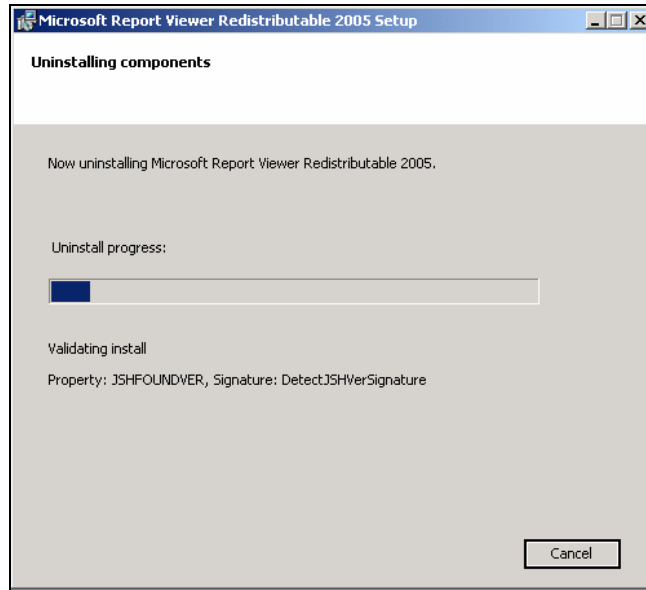 Microsoft Report Viewer Redistributable 2005 Setup
Uninstalling components
Now uninstalling Microsoft Report Viewer Redistributable 2005.
Uninstall progress:
Validating install
Property: JSHFOUNDVER, Signature: DetectJSHVerSignature
Cancel